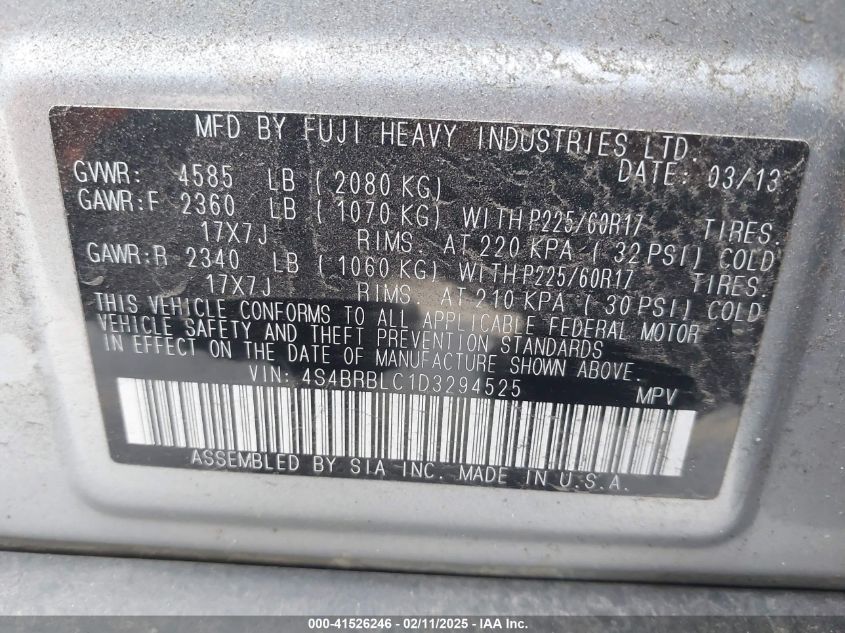 MFD BY FUJI HEAVY INDUSTRIES LTD.
GVWR: 4585 LB ( 2080 KG) DATE: 03/13
GAWR:F 2360 LB ( 1070 KG) WITH P225/60R17 TIRES.
17X7J RIMS. AT 220 KPA ( 32 PSI) COLD
GAWR:R 2340 LB ( 1060 KG) WITH P225/60R17 TIRES.
17X7J RIMS. AT 210 KPA ( 30 PSI) COLD
THIS VEHICLE CONFORMS TO ALL APPLICABLE FEDERAL MOTOR
VEHICLE SAFETY AND THEFT PREVENTION STANDARDS
IN EFFECT ON THE DATE OF MANUFACTURE SHOWN ABOVE.
VIN: 4S4BRBLC1D3294525 MPV
ASSEMBLED BY SIA INC. MADE IN U.S.A.
000-41526246 - 02/11/2025 - IAA Inc.